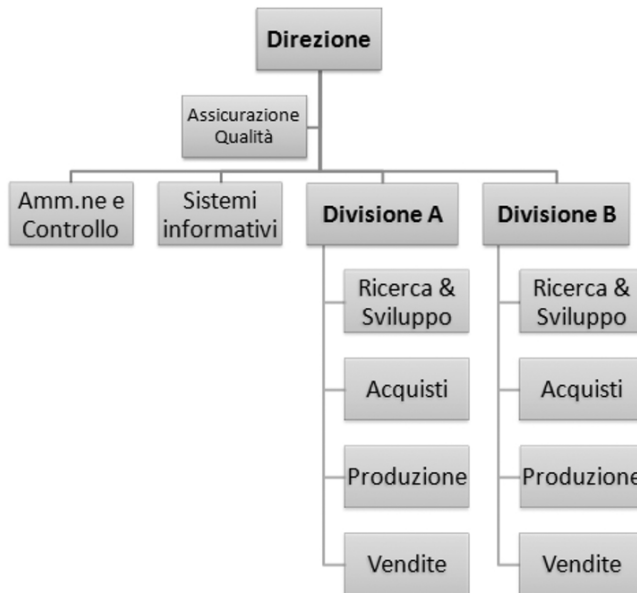 Direzione
Assicurazione
Qualità
Amm.ne e
Controllo
Sistemi
informativi
Divisione A
Divisione B
Ricerca &
Sviluppo
Ricerca &
Sviluppo
Acquisti
Acquisti
Produzione
Produzione
Vendite
Vendite